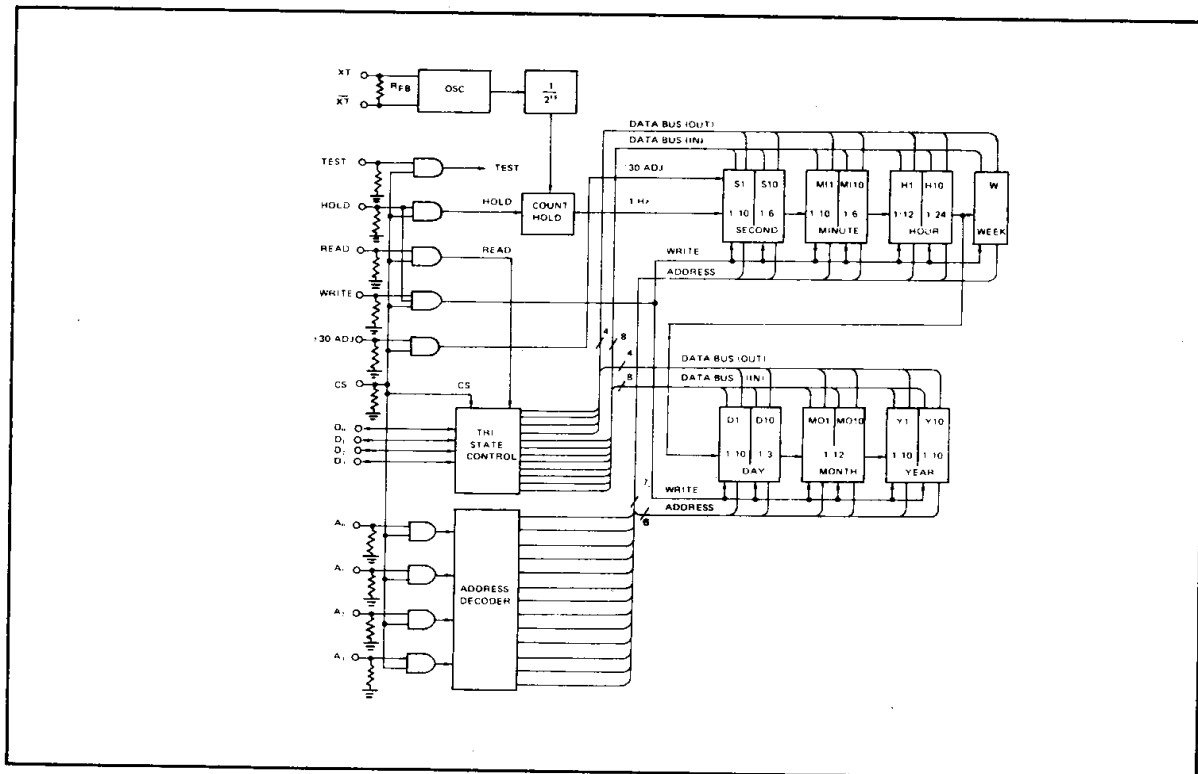 XT
R FB
OSC
1
2¹⁵
XT
DATA BUS (OUT)
DATA BUS (IN)
TEST
TEST
±30 ADJ
S1 S10 MI1 MI10 H1 H10 W
HOLD
HOLD
COUNT
HOLD
1 Hz
1 10 1 6 1 10 1 6 1 12 1 24
SECOND MINUTE HOUR WEEK
READ
READ
WRITE
ADDRESS
WRITE
±30 ADJ
4 8
4
DATA BUS (OUT)
8
DATA BUS (IN)
CS
CS
D1 D10 MO1 MO10 Y1 Y10
TRI
STATE
CONTROL
D₀
D₁
D₂
D₃
1 10 1 3 1 12 1 10 1 10
DAY MONTH YEAR
7
WRITE
ADDRESS
6
A₀
A₁
ADDRESS
DECODER
A₂
A₃